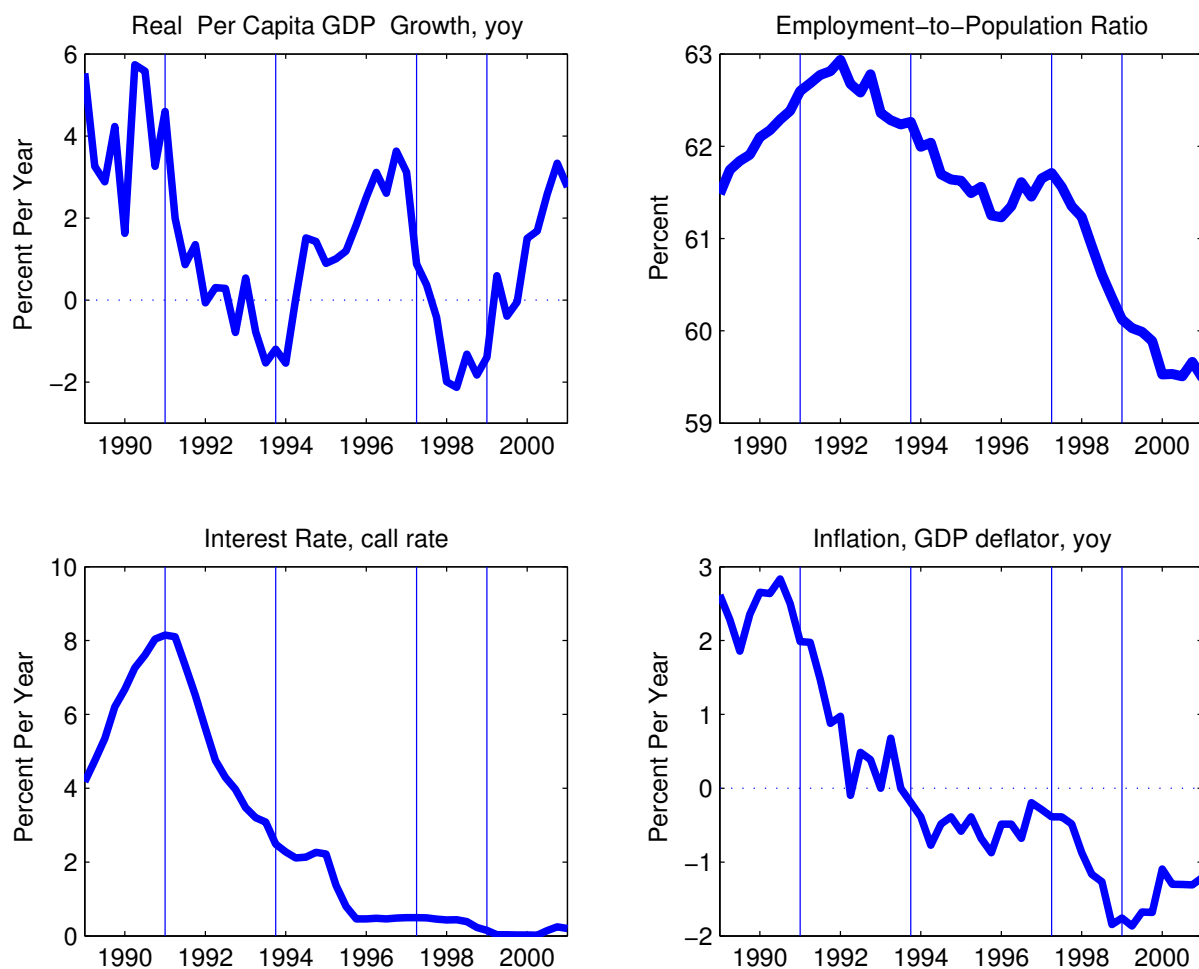 Real Per Capita GDP Growth, yoy
Percent Per Year
6
4
2
0
−2
1990 1992 1994 1996 1998 2000
Employment−to−Population Ratio
Percent
63
62
61
60
59
1990 1992 1994 1996 1998 2000
Interest Rate, call rate
Percent Per Year
10
8
6
4
2
0
1990 1992 1994 1996 1998 2000
Inflation, GDP deflator, yoy
Percent Per Year
3
2
1
0
−1
−2
1990 1992 1994 1996 1998 2000